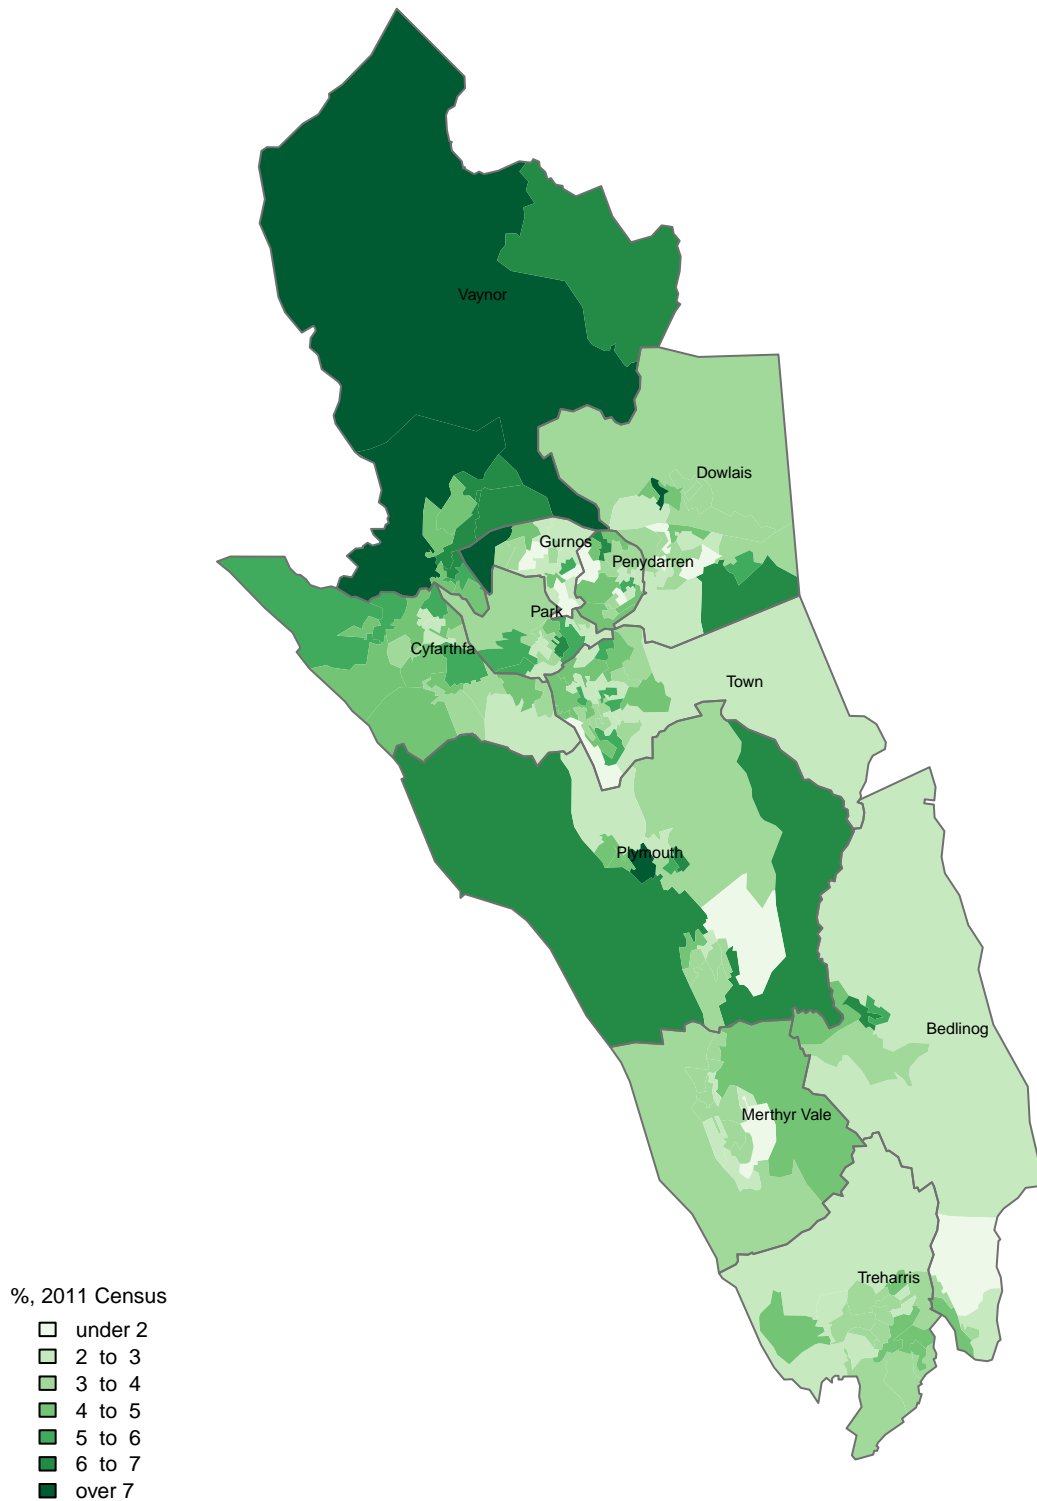 Vaynor
Dowlais
Gurnos
Penydarren
Park
Cyfarthfa
Town
Plymouth
Bedlinog
Merthyr Vale
Treharris
%, 2011 Census
under 2
2 to 3
3 to 4
4 to 5
5 to 6
6 to 7
over 7